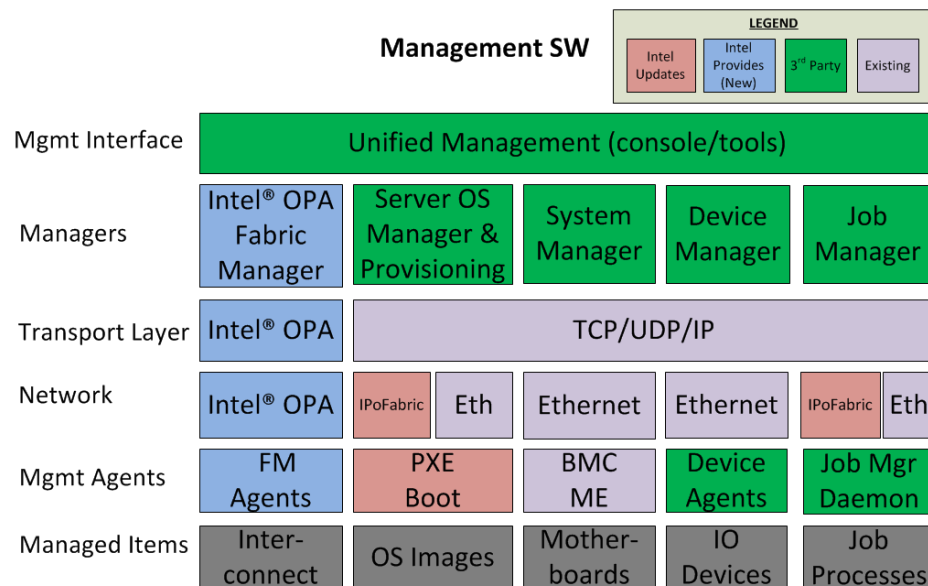 Management SW
LEGEND
Intel
Updates
Intel
Provides
(New)
3rd Party
Existing
Mgmt Interface
Unified Management (console/tools)
Managers
Intel® OPA
Fabric
Manager
Server OS
Manager &
Provisioning
System
Manager
Device
Manager
Job
Manager
Transport Layer
Intel® OPA
TCP/UDP/IP
Network
Intel® OPA
IPoFabric
Eth
Ethernet
Ethernet
IPoFabric
Eth
Mgmt Agents
FM
Agents
PXE
Boot
BMC
ME
Device
Agents
Job Mgr
Daemon
Managed Items
Inter-
connect
OS Images
Mother-
boards
IO
Devices
Job
Processes